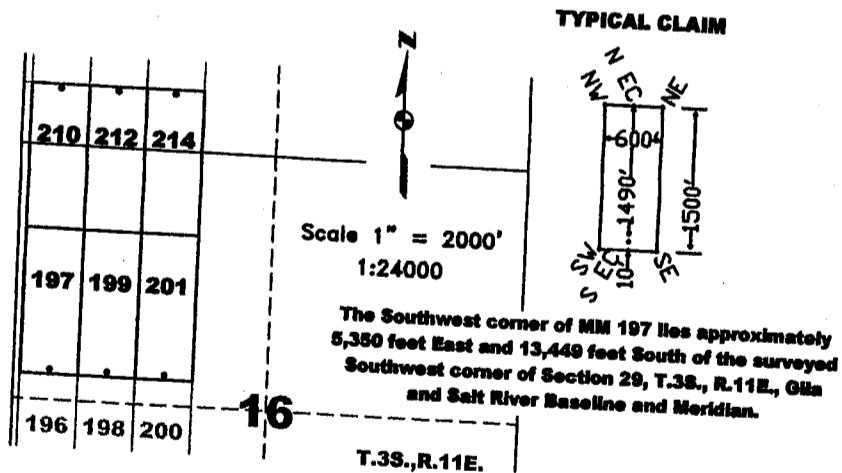 TYPICAL CLAIM
N
N EC
NW
NE
600'
1490'
1500'
10'
SW
S EC
SE
210 212 214
197 199 201
196 198 200
16
Scale 1" = 2000'
1:24000
The Southwest corner of MM 197 lies approximately
5,350 feet East and 13,449 feet South of the surveyed
Southwest corner of Section 29, T.3S., R.11E., Gila
and Salt River Baseline and Meridian.
T.3S.,R.11E.